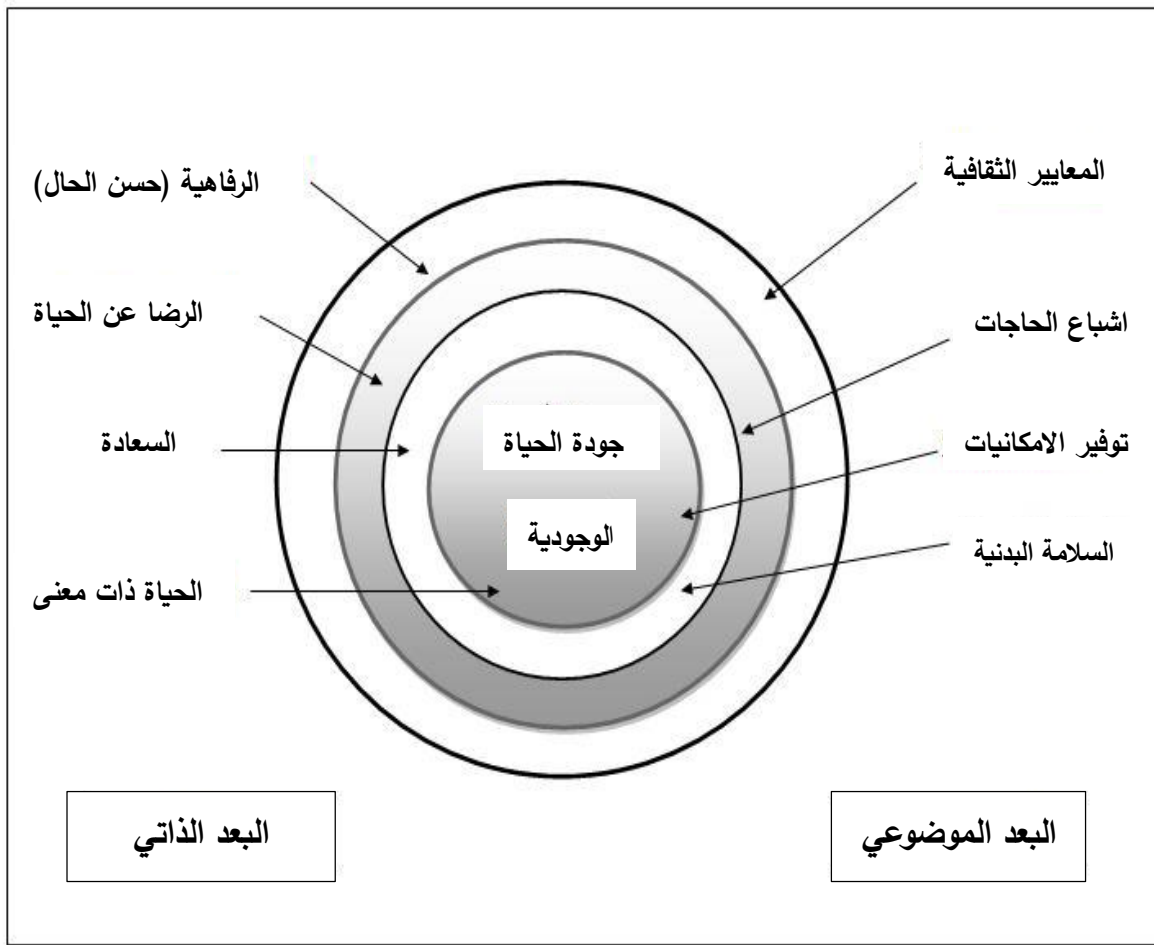 المعايير الثقافية
الرفاهية (حسن الحال)
اشباع الحاجات
الرضا عن الحياة
جودة الحياة
توفير الامكانيات
السعادة
الوجودية
السلامة البدنية
الحياة ذات معنى
البعد الموضوعي
البعد الذاتي